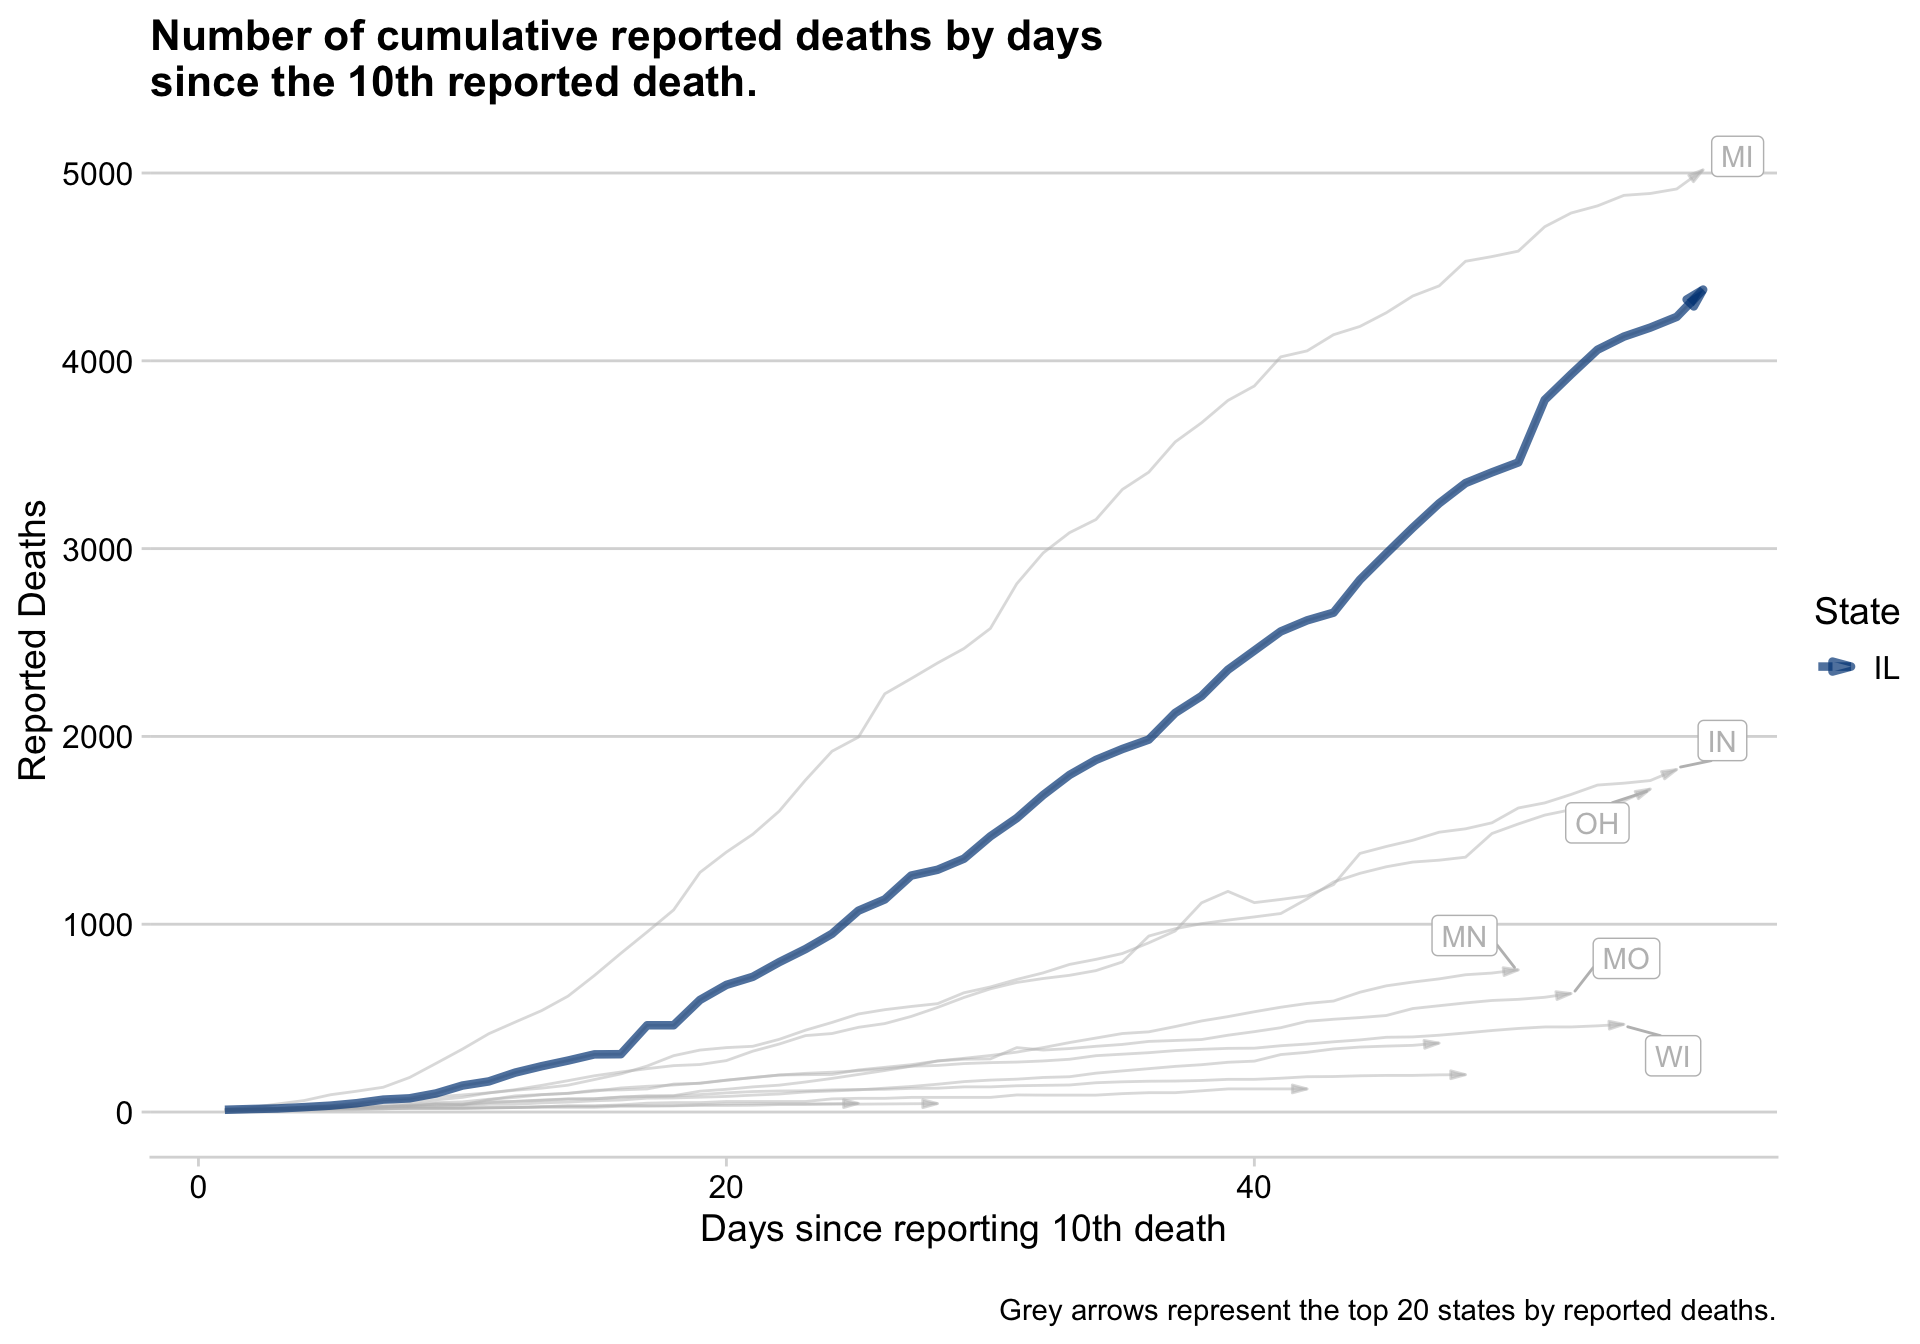 Number of cumulative reported deaths by days
since the 10th reported death.
MI
5000
4000
3000
2000
1000
0
Reported Deaths
State
IL
IN
OH
MN
MO
WI
0
20
40
Days since reporting 10th death
Grey arrows represent the top 20 states by reported deaths.